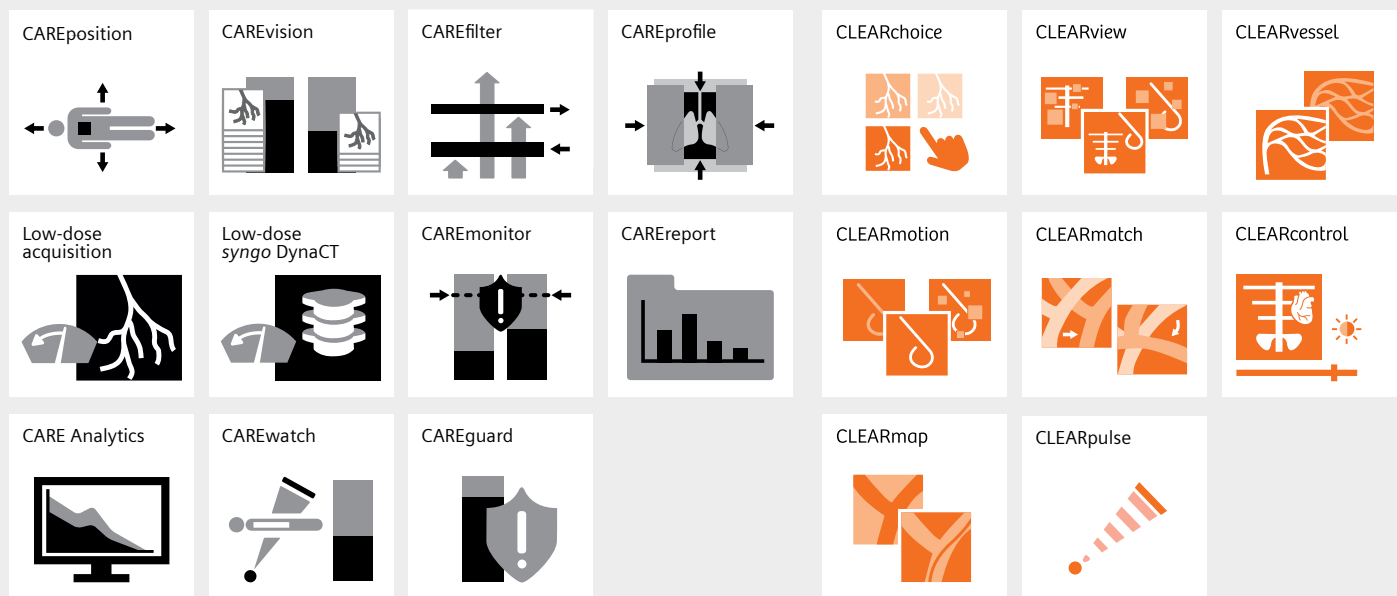 CAREposition
CAREvision
CAREfilter
CAREprofile
CLEARchoice
CLEARview
CLEARvessel
Low-dose
acquisition
Low-dose
syngo DynaCT
CAREmonitor
CAREreport
CLEARmotion
CLEARmatch
CLEARcontrol
CARE Analytics
CAREwatch
CAREguard
CLEARmap
CLEARpulse